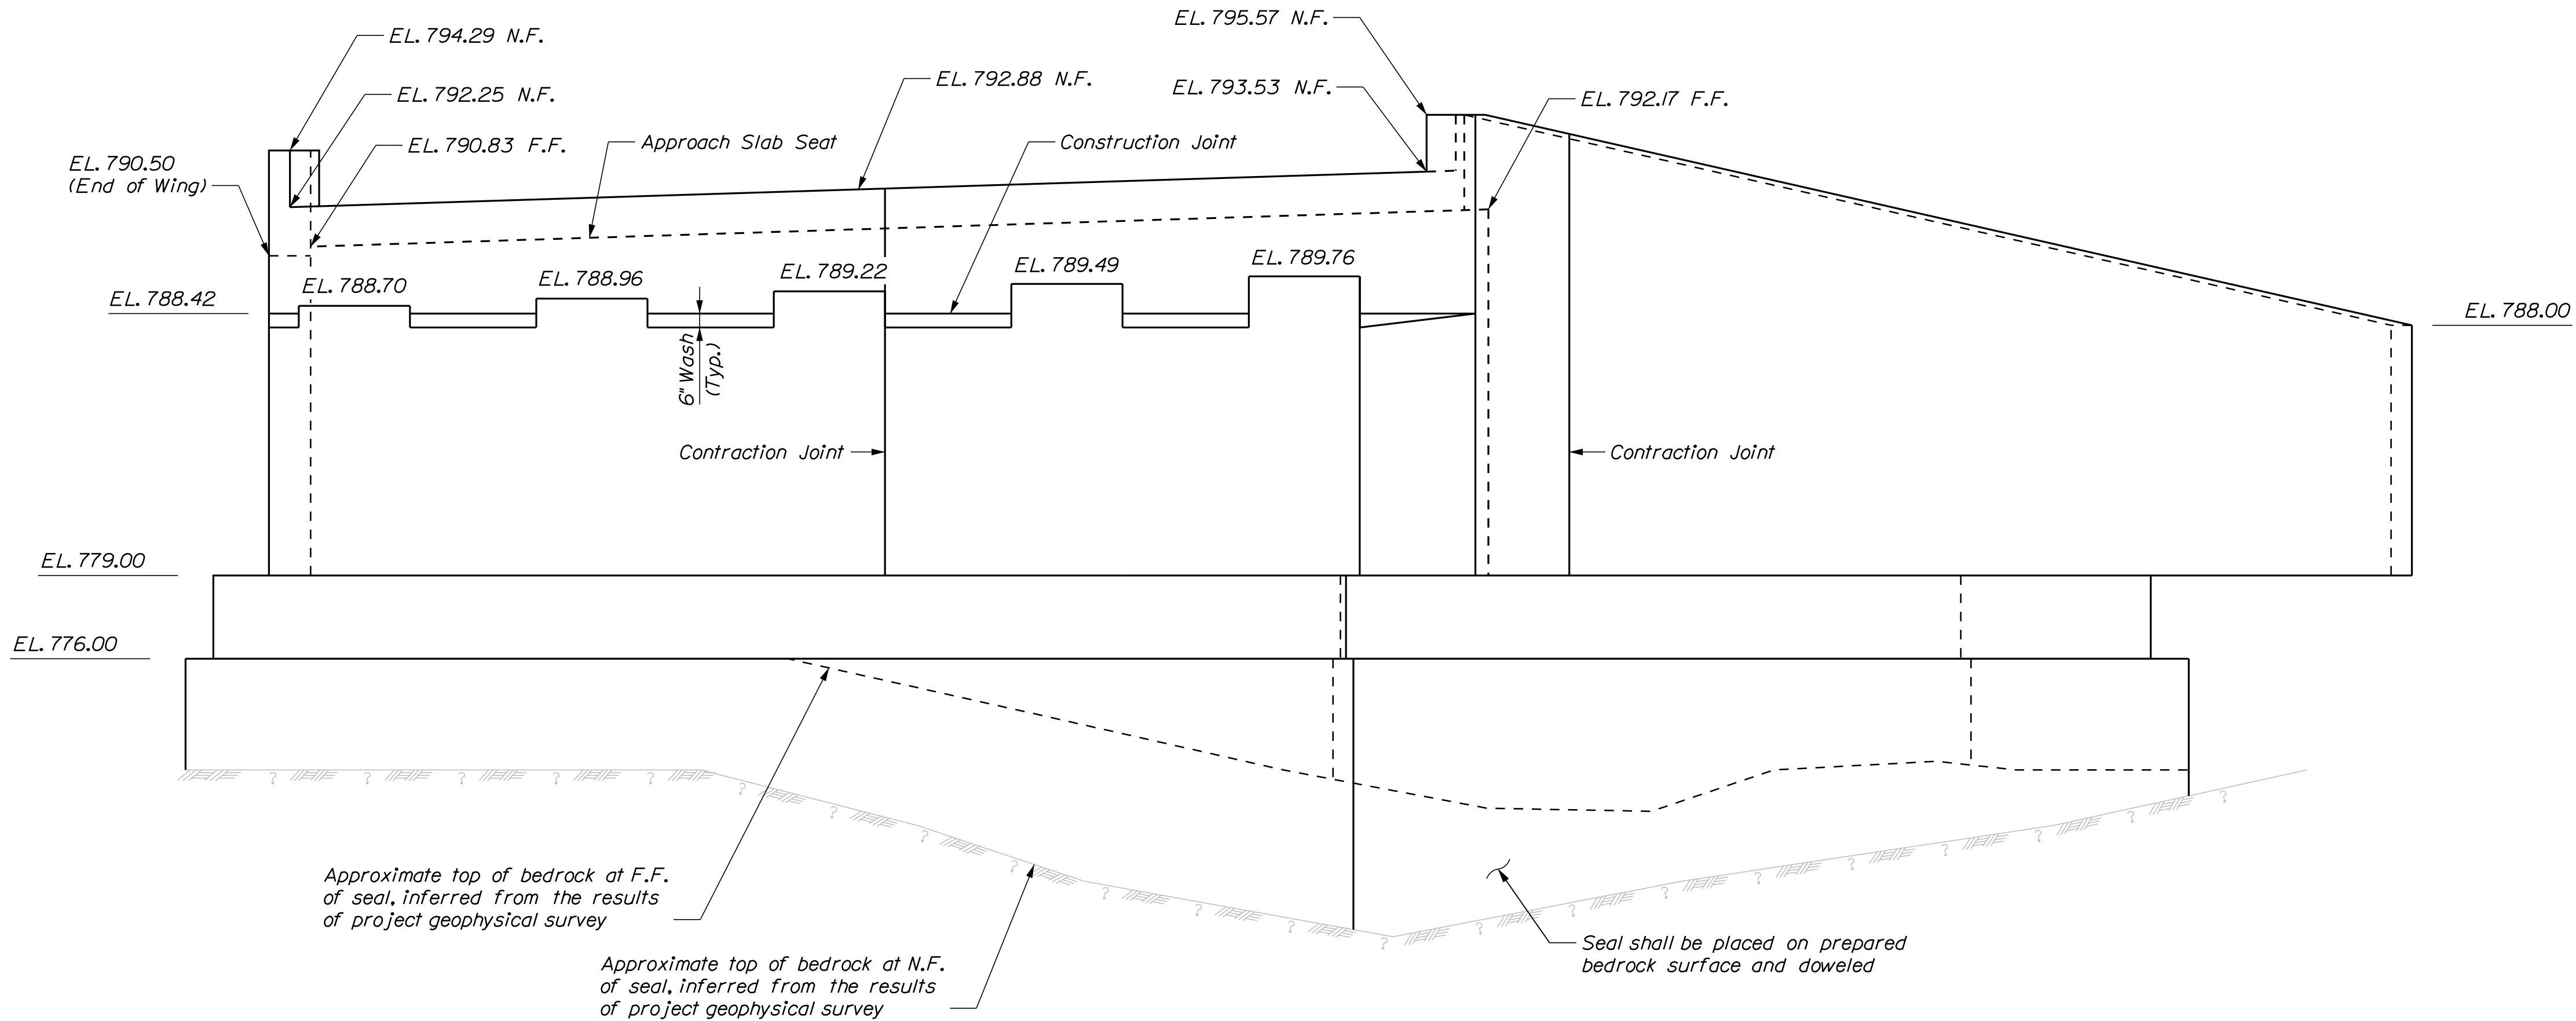 EL. 795.57 N.F.
EL. 794.29 N.F.
EL. 792.88 N.F.
EL. 793.53 N.F.
EL. 792.25 N.F.
EL. 792.17 F.F.
EL. 790.83 F.F.
Approach Slab Seat
Construction Joint
EL. 790.50
(End of Wing)
EL. 788.70
EL. 788.96
EL. 789.22
EL. 789.49
EL. 789.76
EL. 788.42
EL. 788.00
6" Wash
(Typ.)
Contraction Joint
Contraction Joint
EL. 779.00
EL. 776.00
? ? ? ? ?
? ? ? ? ? ? ? ? ? ? ? ? ? ? ? ? ?
Approximate top of bedrock at F.F.
of seal, inferred from the results
of project geophysical survey
Approximate top of bedrock at N.F.
of seal, inferred from the results
of project geophysical survey
Seal shall be placed on prepared
bedrock surface and doweled